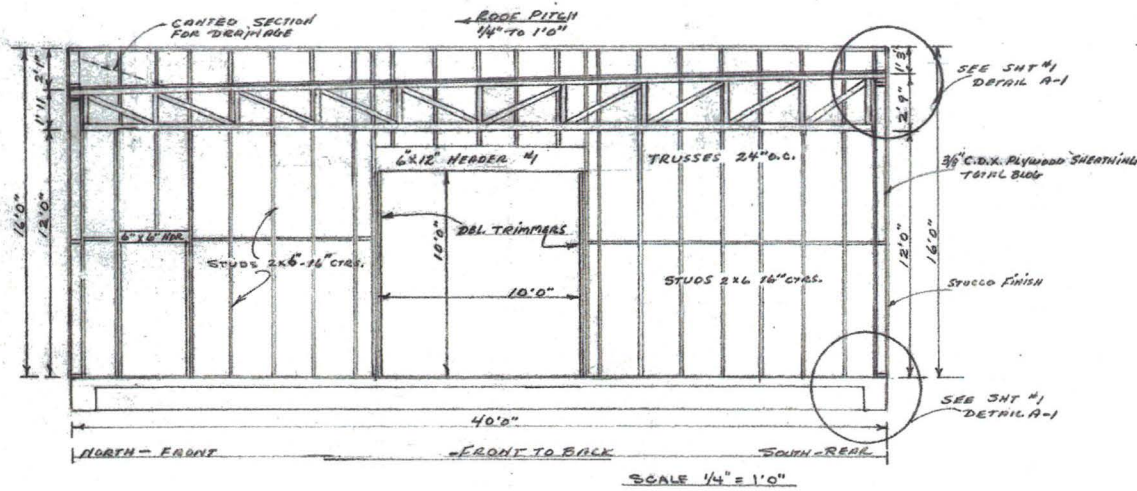 CANTED SECTION
FOR DRAINAGE
ROOF PITCH
1/4" TO 1'0"
SEE SHT #1
DETAIL A-1
2'1"
1'11"
16'0"
12'0"
1'3"
2'9"
12'0"
16'0"
6"X12" HEADER #1
TRUSSES 24" O.C.
3/8" C.D.X. PLYWOOD SHEATHING
TOTAL BLDG
10'0"
DBL TRIMMERS
6"X6" HDR.
STUDS 2X6-16" CTRS.
10'0"
STUDS 2X6 16" CTRS.
STUCCO FINISH
SEE SHT #1
DETAIL A-1
40'0"
NORTH - FRONT
-FRONT TO BACK
SOUTH-REAR
SCALE 1/4" = 1'0"